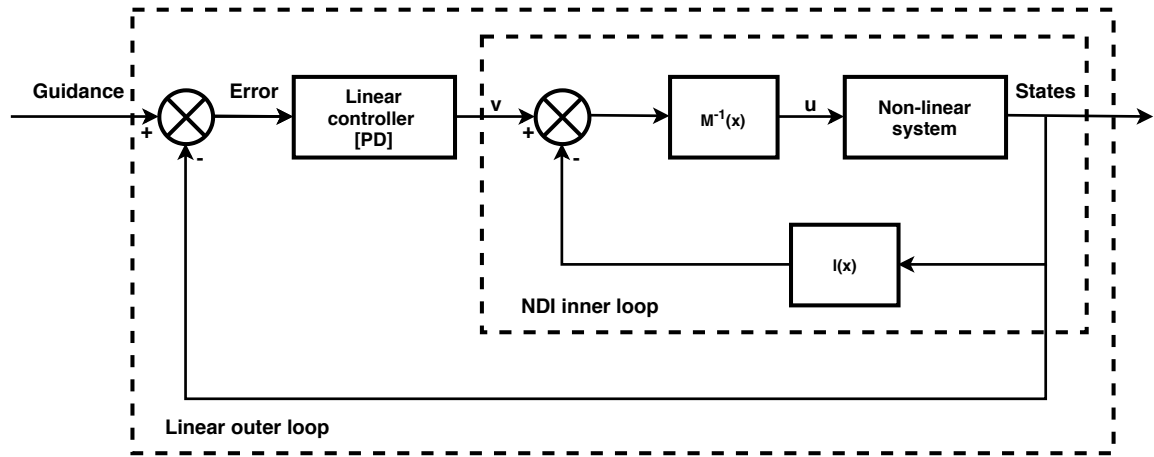 Guidance
Error
Linear
controller
[PD]
v
M⁻¹(x)
u
Non-linear
system
States
+
-
+
-
l(x)
NDI inner loop
Linear outer loop